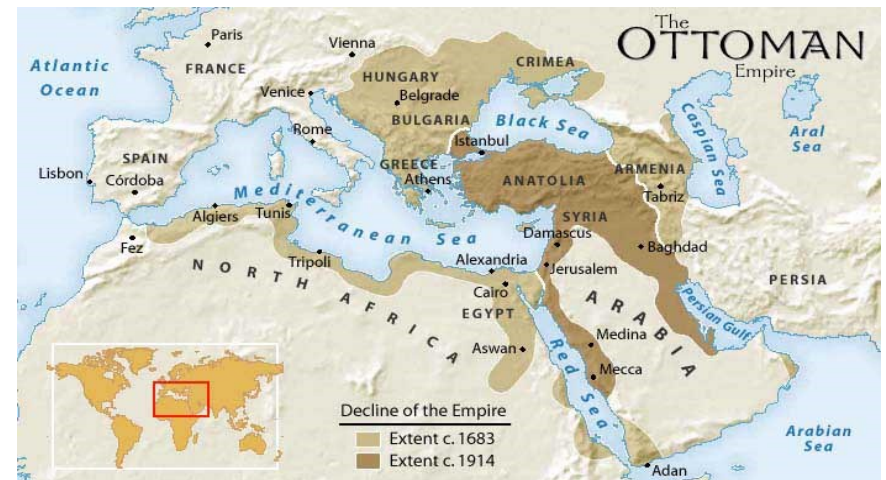 The
OTTOMAN
Empire
Paris
Vienna
FRANCE
Atlantic
Ocean
CRIMEA
HUNGARY
Venice
Belgrade
BULGARIA
Black Sea
Caspian Sea
Aral
Sea
Rome
Istanbul
SPAIN
GREECE
ARMENIA
Lisbon
Córdoba
Athens
ANATOLIA
Tabriz
Mediterranean Sea
Algiers
Tunis
SYRIA
Damascus
Baghdad
Fez
Tripoli
Alexandria
Jerusalem
NORTH AFRICA
Cairo
PERSIA
EGYPT
ARABIA
Persian Gulf
Aswan
Medina
Red Sea
Mecca
Decline of the Empire
Extent c. 1683
Extent c. 1914
Arabian
Sea
Adan